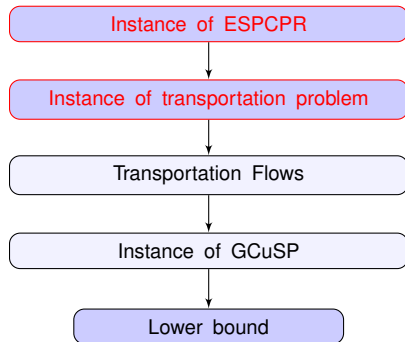 Instance of ESPCPR
Instance of transportation problem
Transportation Flows
Instance of GCuSP
Lower bound